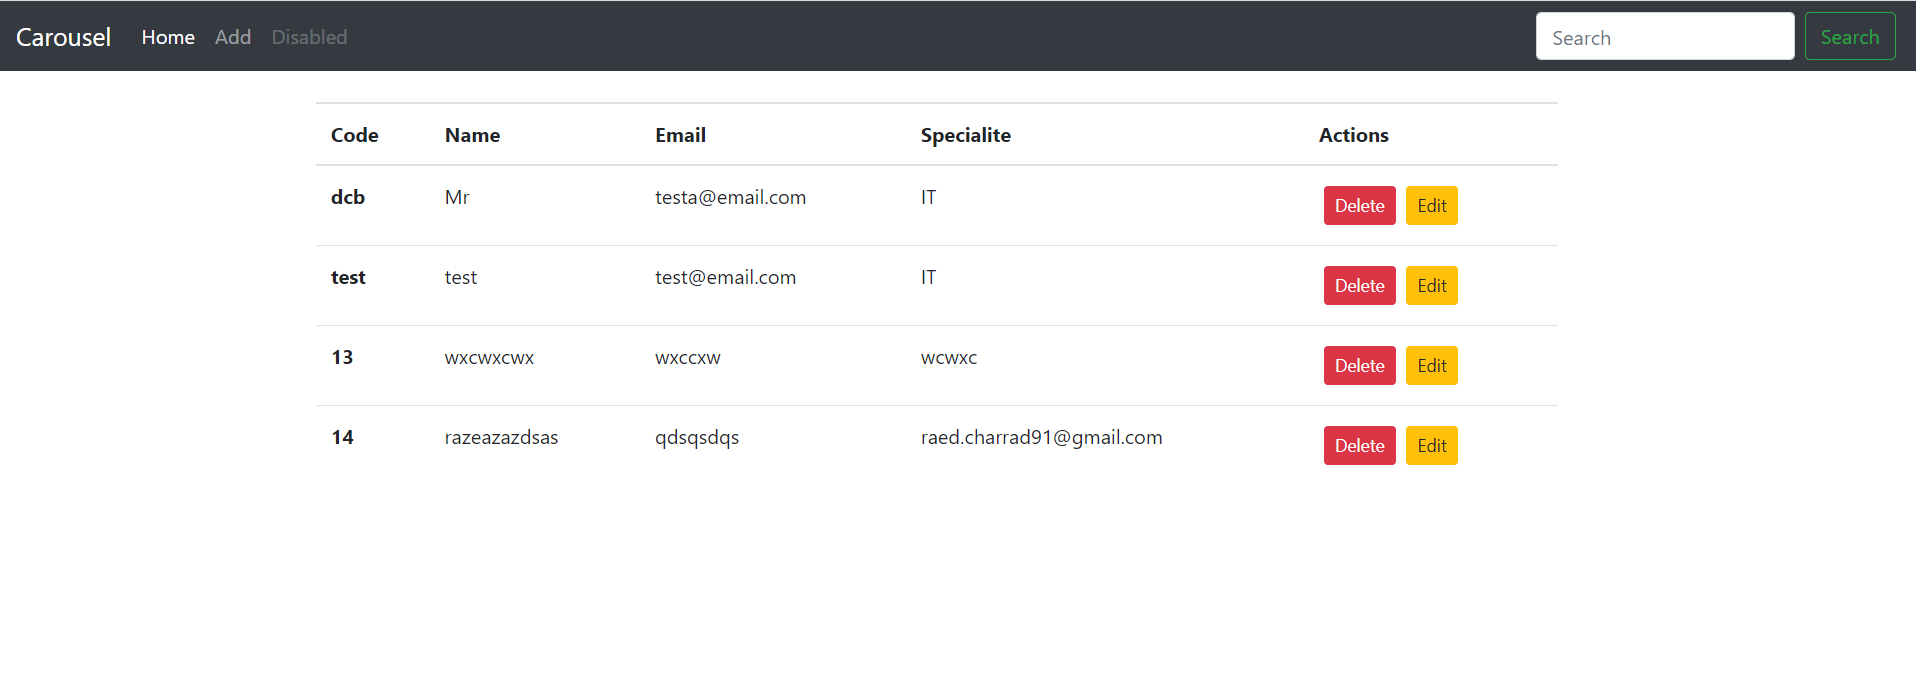 Carousel Home Add Disabled Search Search
Code Name Email Specialite Actions
dcb Mr testa@email.com IT Delete Edit
test test test@email.com IT Delete Edit
13 wxcwxcwx wxccxw wcwxc Delete Edit
14 razeazazdsas qdsqsdqs raed.charrad91@gmail.com Delete Edit